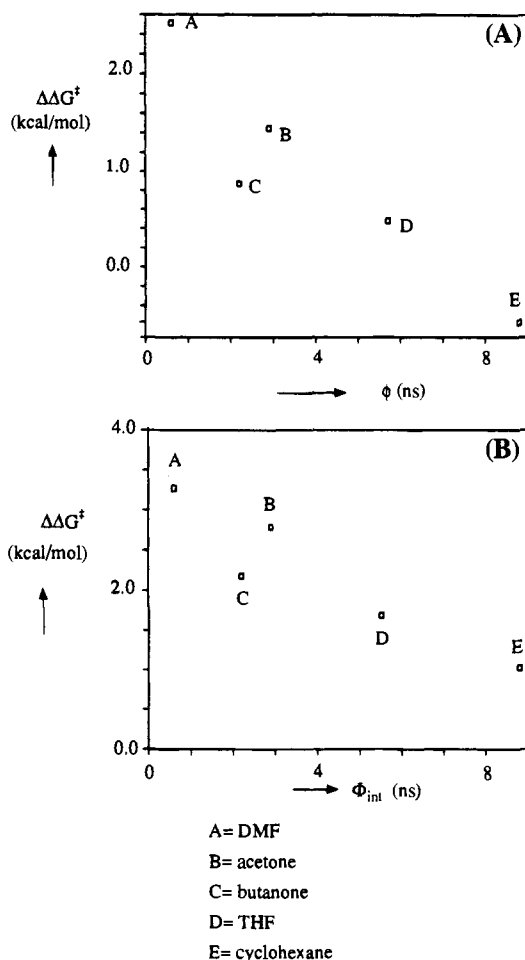 (A)
A
2.0
ΔΔG‡
(kcal/mol)
B
1.0
C
D
0.0
E
0 4 8
ϕ (ns)
4.0
(B)
A
B
ΔΔG‡
(kcal/mol)
C
2.0
D
E
0.0
0 4 8
Φint (ns)
A= DMF
B= acetone
C= butanone
D= THF
E= cyclohexane